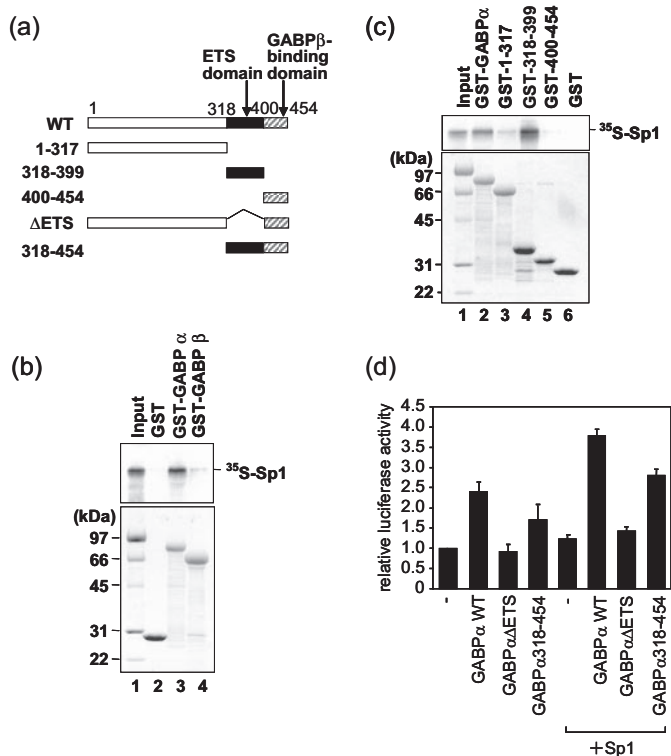 (a)
ETS
domain
GABPβ-
binding
domain
1
318
400
454
WT
1-317
318-399
400-454
ΔETS
318-454
(b)
Input
GST
GST-GABP α
GST-GABP β
35S-Sp1
(kDa)
97
66
45
31
22
1 2 3 4
(c)
Input
GST-GABPα
GST-1-317
GST-318-399
GST-400-454
GST
35S-Sp1
(kDa)
97
66
45
31
22
1 2 3 4 5 6
(d)
relative luciferase activity
4.5
4.0
3.5
3.0
2.5
2.0
1.5
1.0
0.5
0
-
GABPα WT
GABPαΔETS
GABPα318-454
-
GABPα WT
GABPαΔETS
GABPα318-454
+Sp1